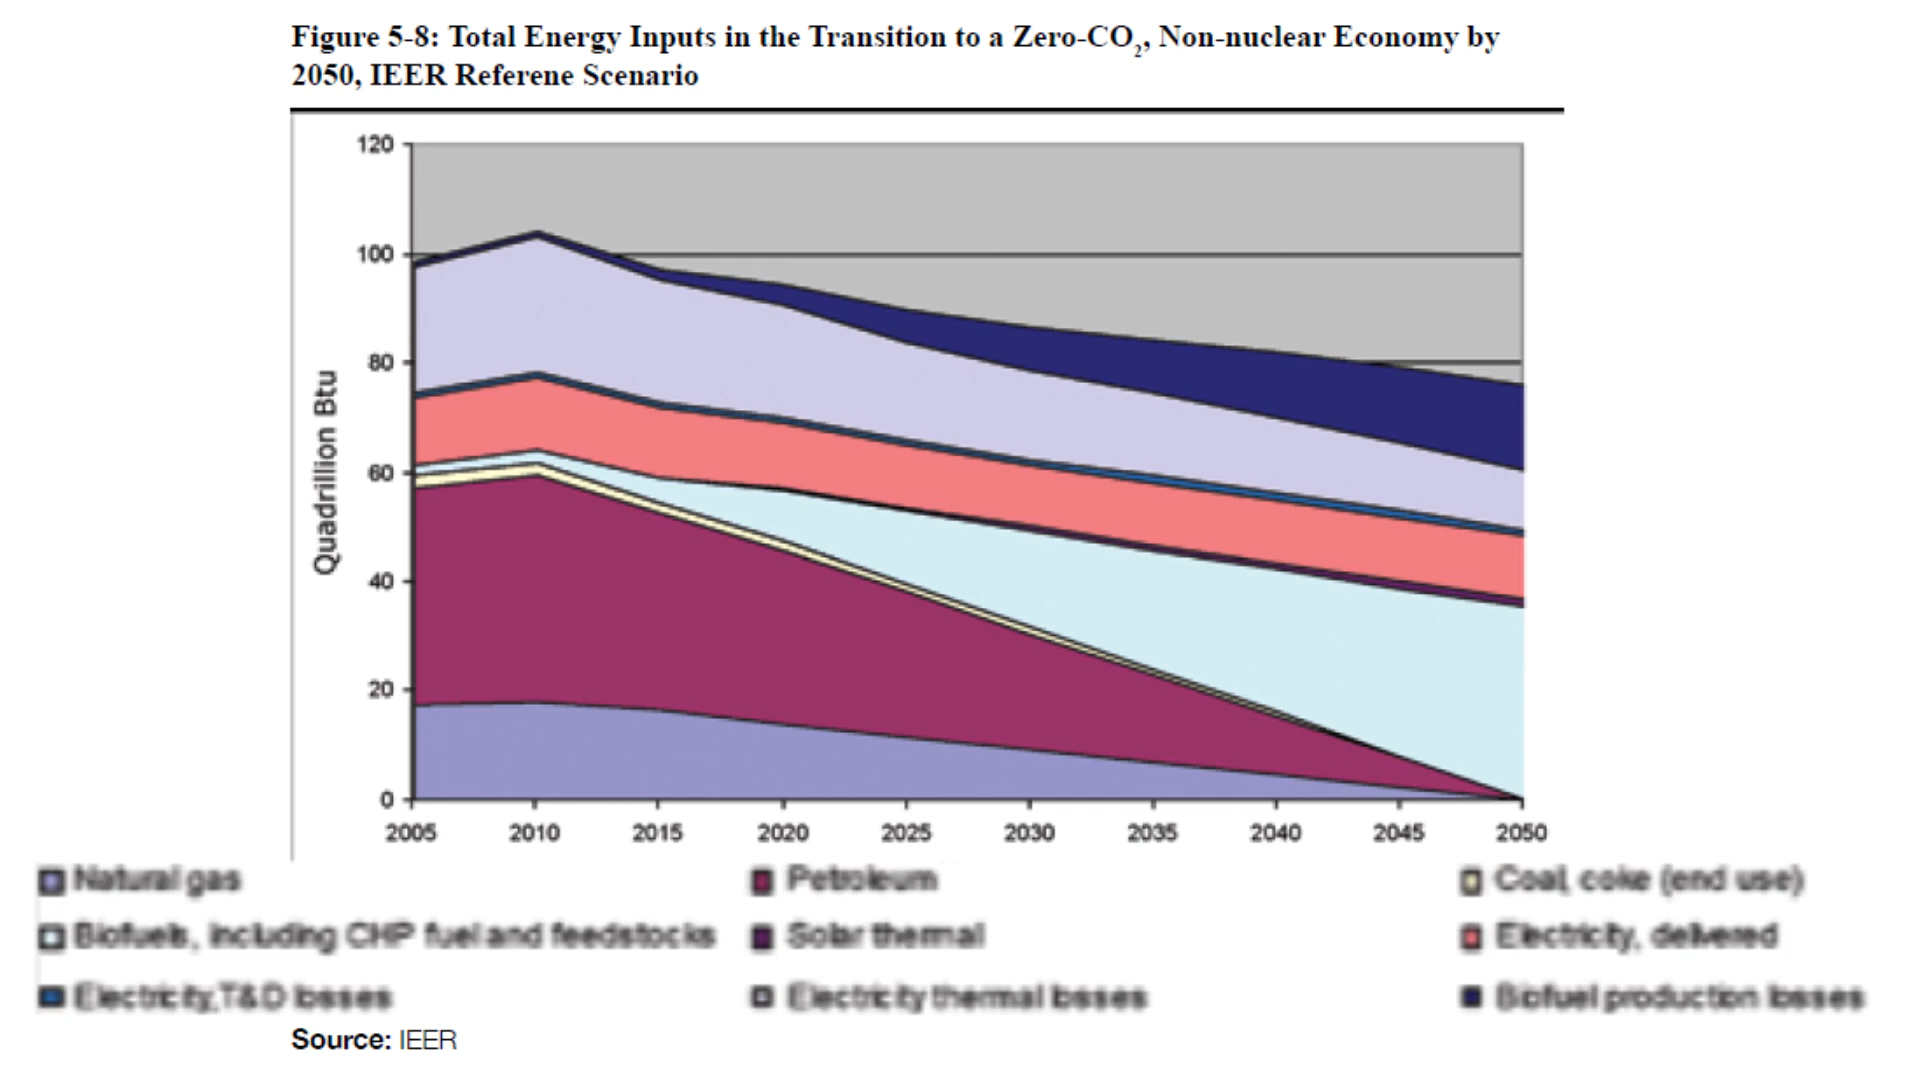 Figure 5-8: Total Energy Inputs in the Transition to a Zero-CO₂, Non-nuclear Economy by
2050, IEER Referene Scenario
120
100
80
60
40
20
0
Quadrillion Btu
2005 2010 2015 2020 2025 2030 2035 2040 2045 2050
Natural gas Petroleum Coal, coke (end use)
Biofuels, including CHP fuel and feedstocks Solar thermal Electricity, delivered
Electricity,T&D losses Electricity thermal losses Biofuel production losses
Source: IEER